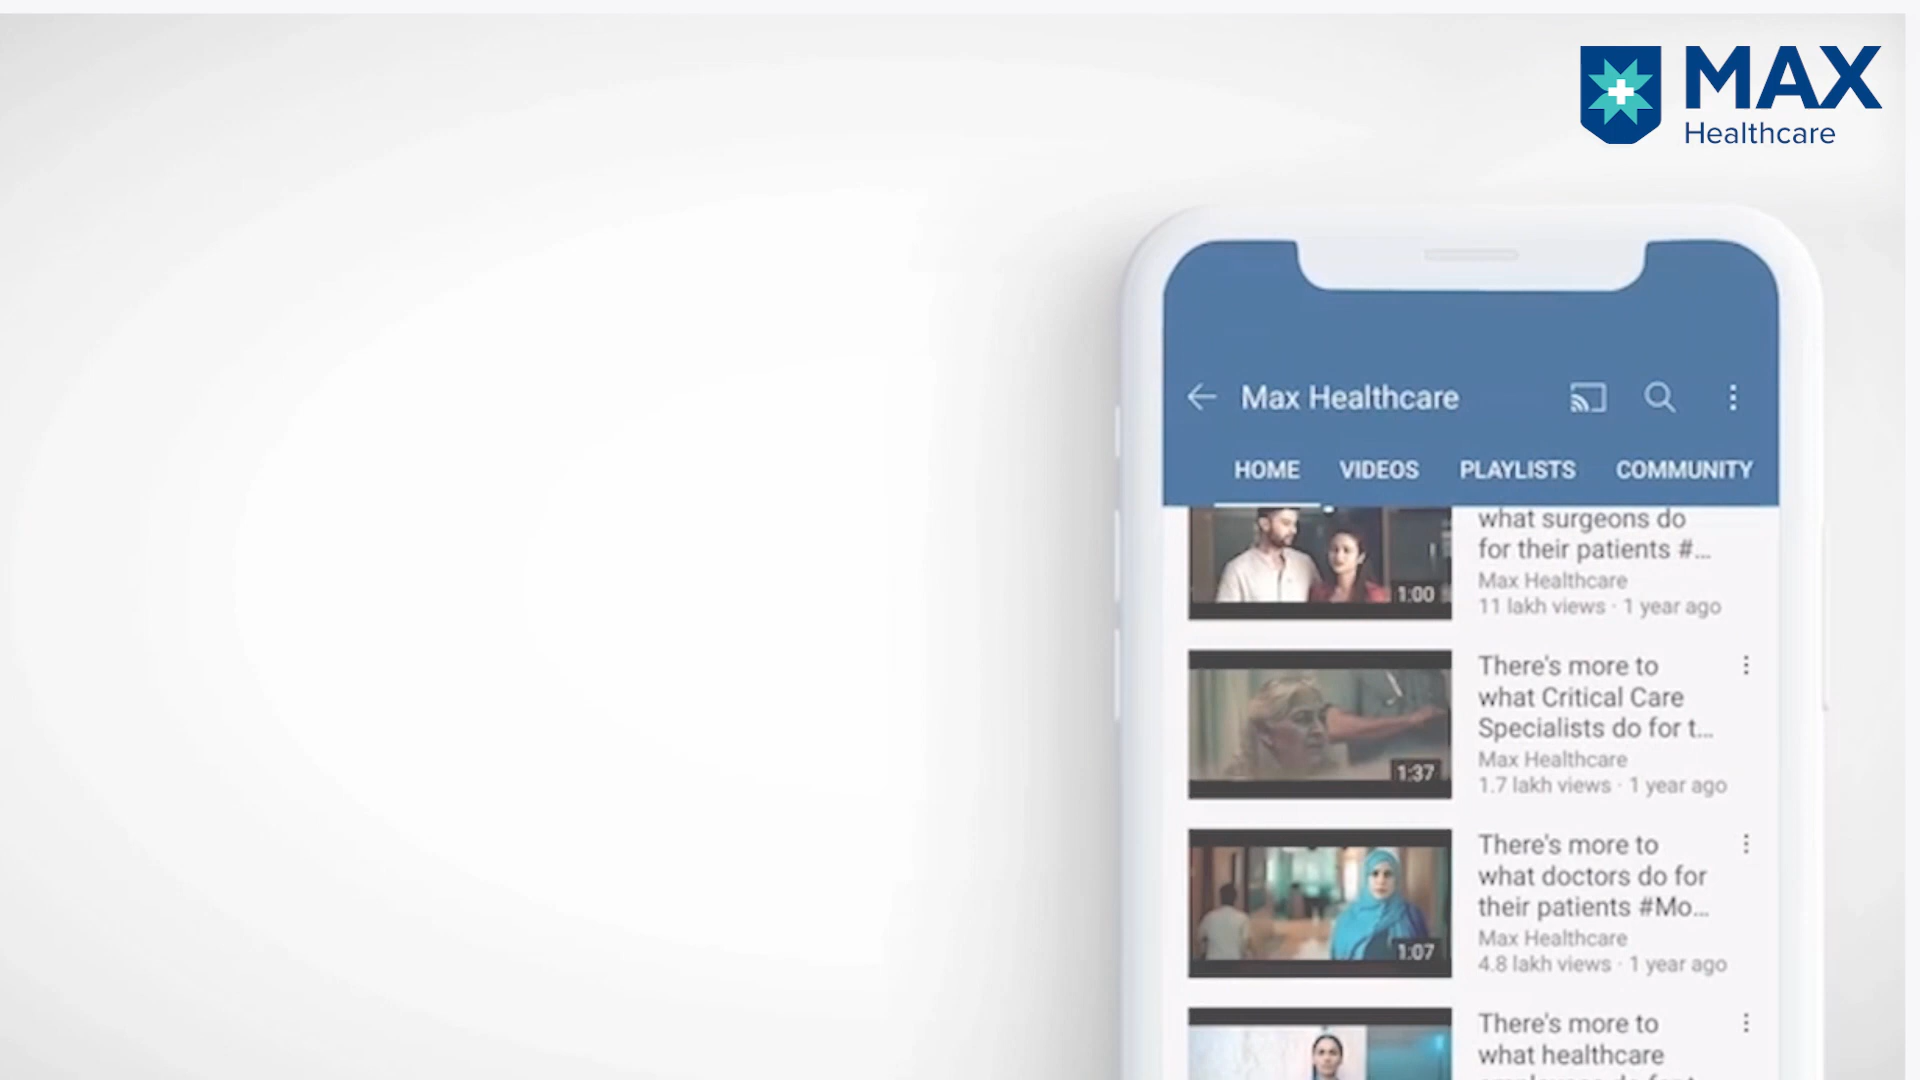 MAX
Healthcare
Max Healthcare
HOME VIDEOS PLAYLISTS COMMUNITY
what surgeons do
for their patients #...
Max Healthcare
11 lakh views · 1 year ago
1:00
There's more to
what Critical Care
Specialists do for t...
Max Healthcare
1.7 lakh views · 1 year ago
1:37
There's more to
what doctors do for
their patients #Mo...
Max Healthcare
4.8 lakh views · 1 year ago
1:07
There's more to
what healthcare